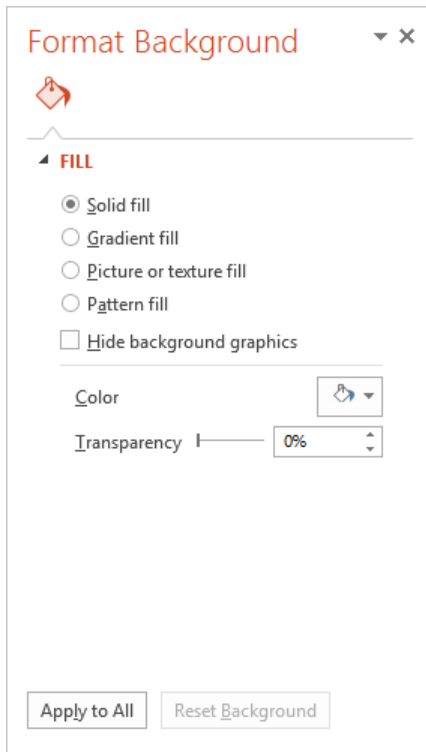 Format Background
FILL
Solid fill
Gradient fill
Picture or texture fill
Pattern fill
Hide background graphics
Color
Transparency 0%
Apply to All Reset Background